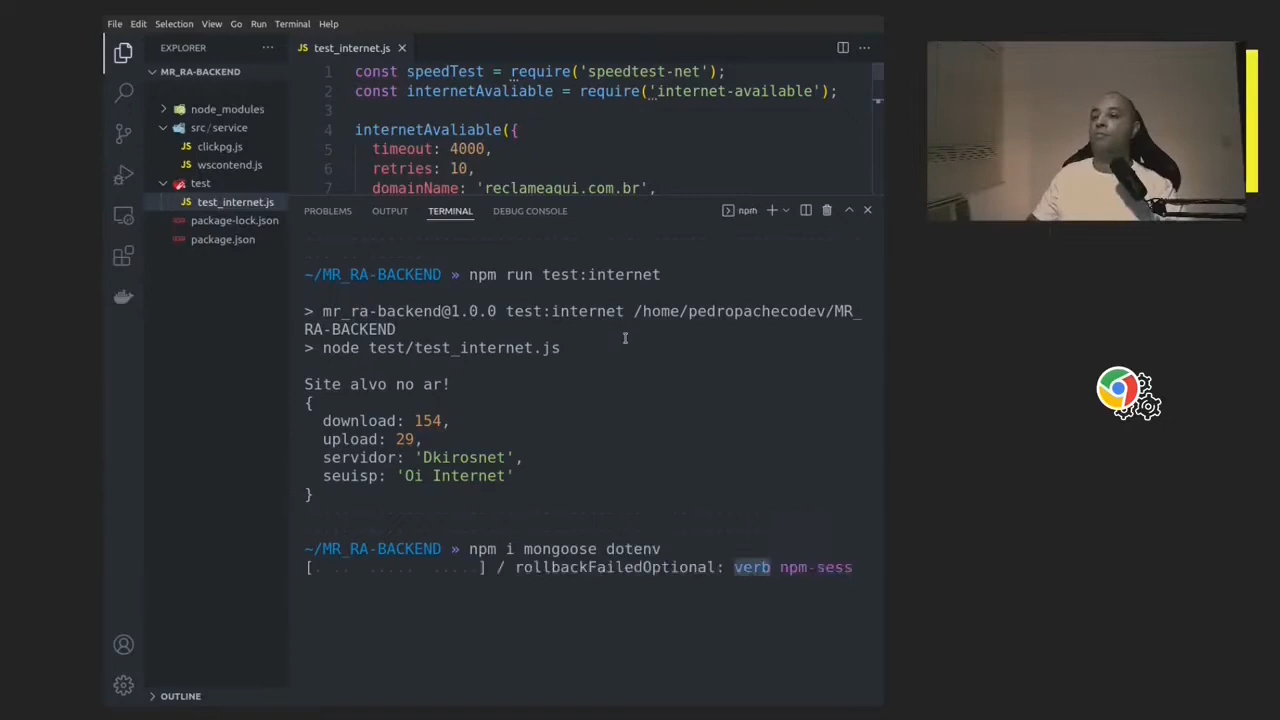 File Edit Selection View Go Run Terminal Help
EXPLORER ···
JS test_internet.js
MR_RA-BACKEND
node_modules
src/service
JS clickpg.js
JS wscontend.js
test
JS test_internet.js
package-lock.json
package.json
OUTLINE
1 const speedTest = require('speedtest-net');
2 const internetAvaliable = require('internet-available');
4 internetAvaliable({
5 timeout: 4000,
6 retries: 10,
7 domainName: 'reclameaqui.com.br',
PROBLEMS OUTPUT TERMINAL DEBUG CONSOLE npm
~/MR_RA-BACKEND » npm run test:internet
> mr_ra-backend@1.0.0 test:internet /home/pedropachecodev/MR_
RA-BACKEND
> node test/test_internet.js
Site alvo no ar!
{
download: 154,
upload: 29,
servidor: 'Dkirosnet',
seuisp: 'Oi Internet'
}
~/MR_RA-BACKEND » npm i mongoose dotenv
[. .. ..... .....] / rollbackFailedOptional: verb npm-sess